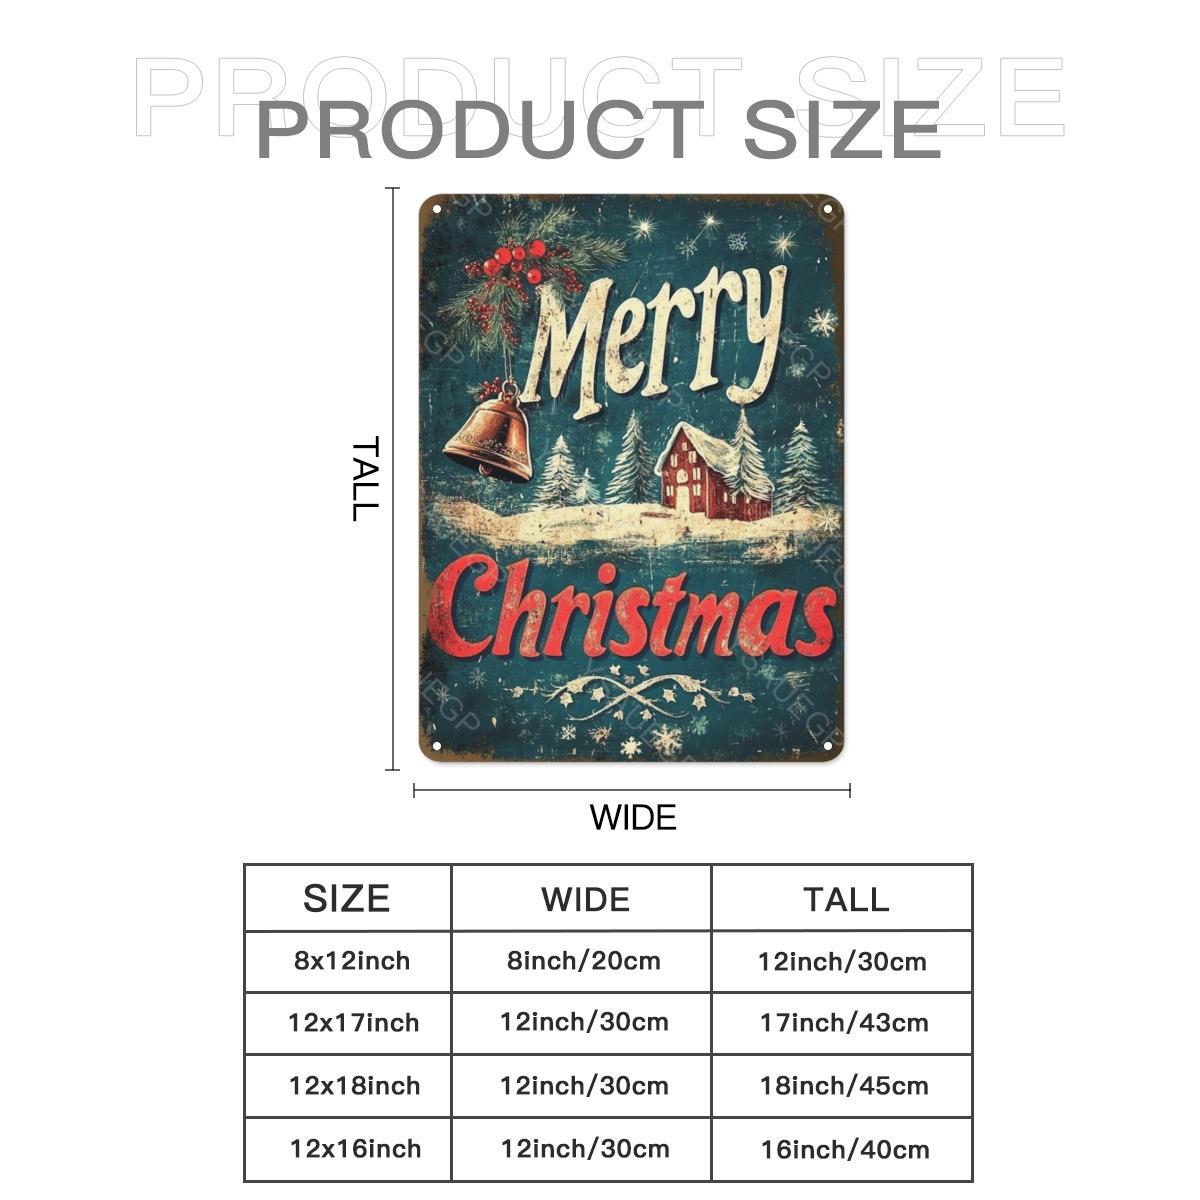 PRODUCT SIZE
PRODUCT SIZE
Merry
TALL
Christmas
WIDE
SIZE WIDE TALL
8x12inch 8inch/20cm 12inch/30cm
12x17inch 12inch/30cm 17inch/43cm
12x18inch 12inch/30cm 18inch/45cm
12x16inch 12inch/30cm 16inch/40cm